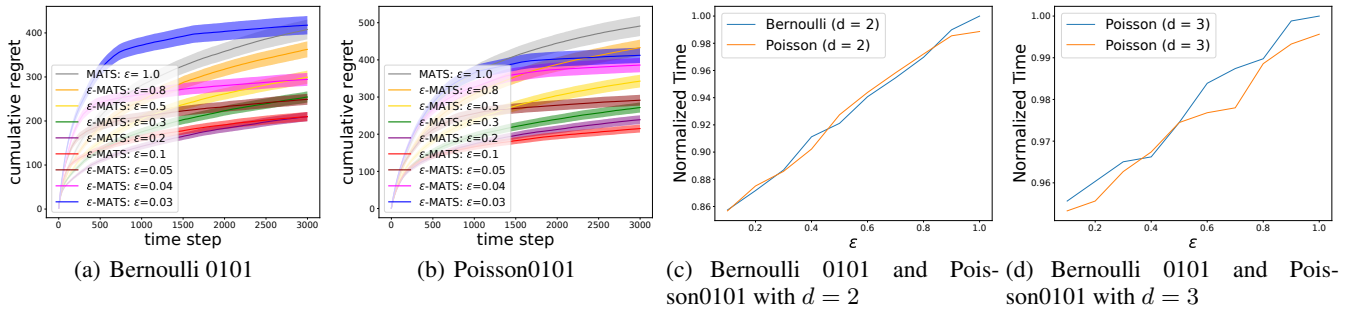 cumulative regret
400
300
200
100
0
MATS: ε= 1.0
ε-MATS: ε=0.8
ε-MATS: ε=0.5
ε-MATS: ε=0.3
ε-MATS: ε=0.2
ε-MATS: ε=0.1
ε-MATS: ε=0.05
ε-MATS: ε=0.04
ε-MATS: ε=0.03
0 500 1000 1500 2000 2500 3000
time step
(a) Bernoulli 0101
cumulative regret
500
400
300
200
100
0
MATS: ε= 1.0
ε-MATS: ε=0.8
ε-MATS: ε=0.5
ε-MATS: ε=0.3
ε-MATS: ε=0.2
ε-MATS: ε=0.1
ε-MATS: ε=0.05
ε-MATS: ε=0.04
ε-MATS: ε=0.03
0 500 1000 1500 2000 2500 3000
time step
(b) Poisson0101
Normalized Time
1.00
0.98
0.96
0.94
0.92
0.90
0.88
0.86
Bernoulli (d = 2)
Poisson (d = 2)
0.2 0.4 0.6 0.8 1.0
ε
(c) Bernoulli 0101 and Pois-
son0101 with d = 2
Normalized Time
1.00
0.99
0.98
0.97
0.96
Poisson (d = 3)
Poisson (d = 3)
0.2 0.4 0.6 0.8 1.0
ε
(d) Bernoulli 0101 and Pois-
son0101 with d = 3